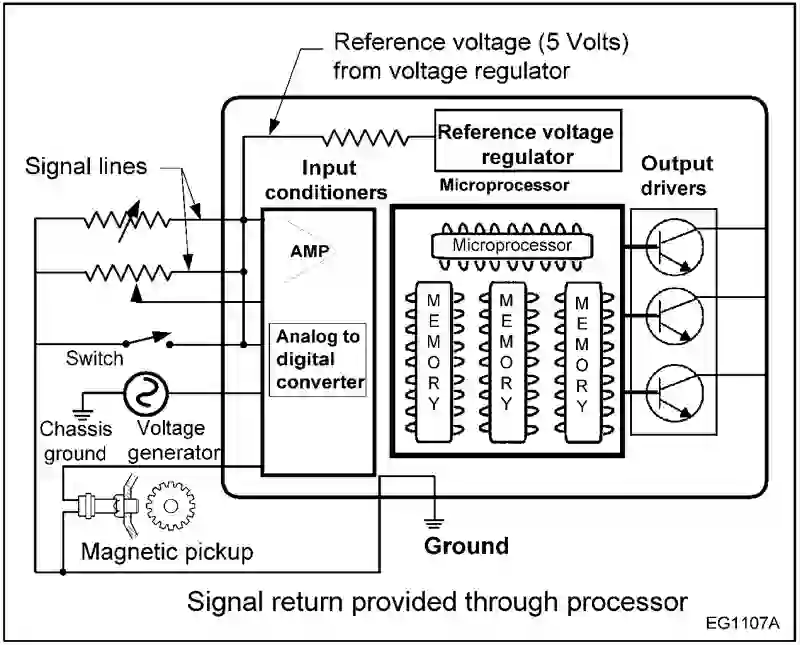 Reference voltage (5 Volts)
from voltage regulator
Reference voltage
regulator
Signal lines
Input
conditioners
Microprocessor
Output
drivers
AMP
Microprocessor
MEMORY
MEMORY
MEMORY
Analog to
digital
converter
Switch
Chassis
ground
Voltage
generator
Magnetic pickup
Ground
Signal return provided through processor
EG1107A